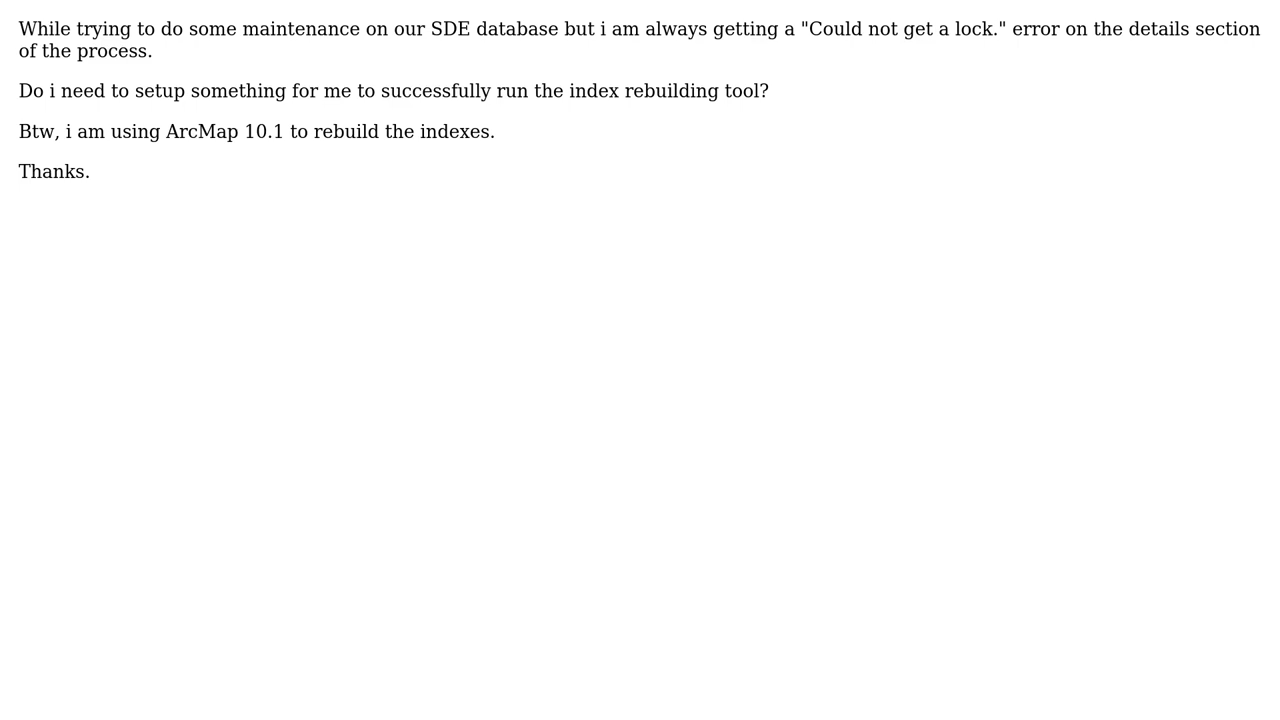 While trying to do some maintenance on our SDE database but i am always getting a "Could not get a lock." error on the details section
of the process.
Do i need to setup something for me to successfully run the index rebuilding tool?
Btw, i am using ArcMap 10.1 to rebuild the indexes.
Thanks.